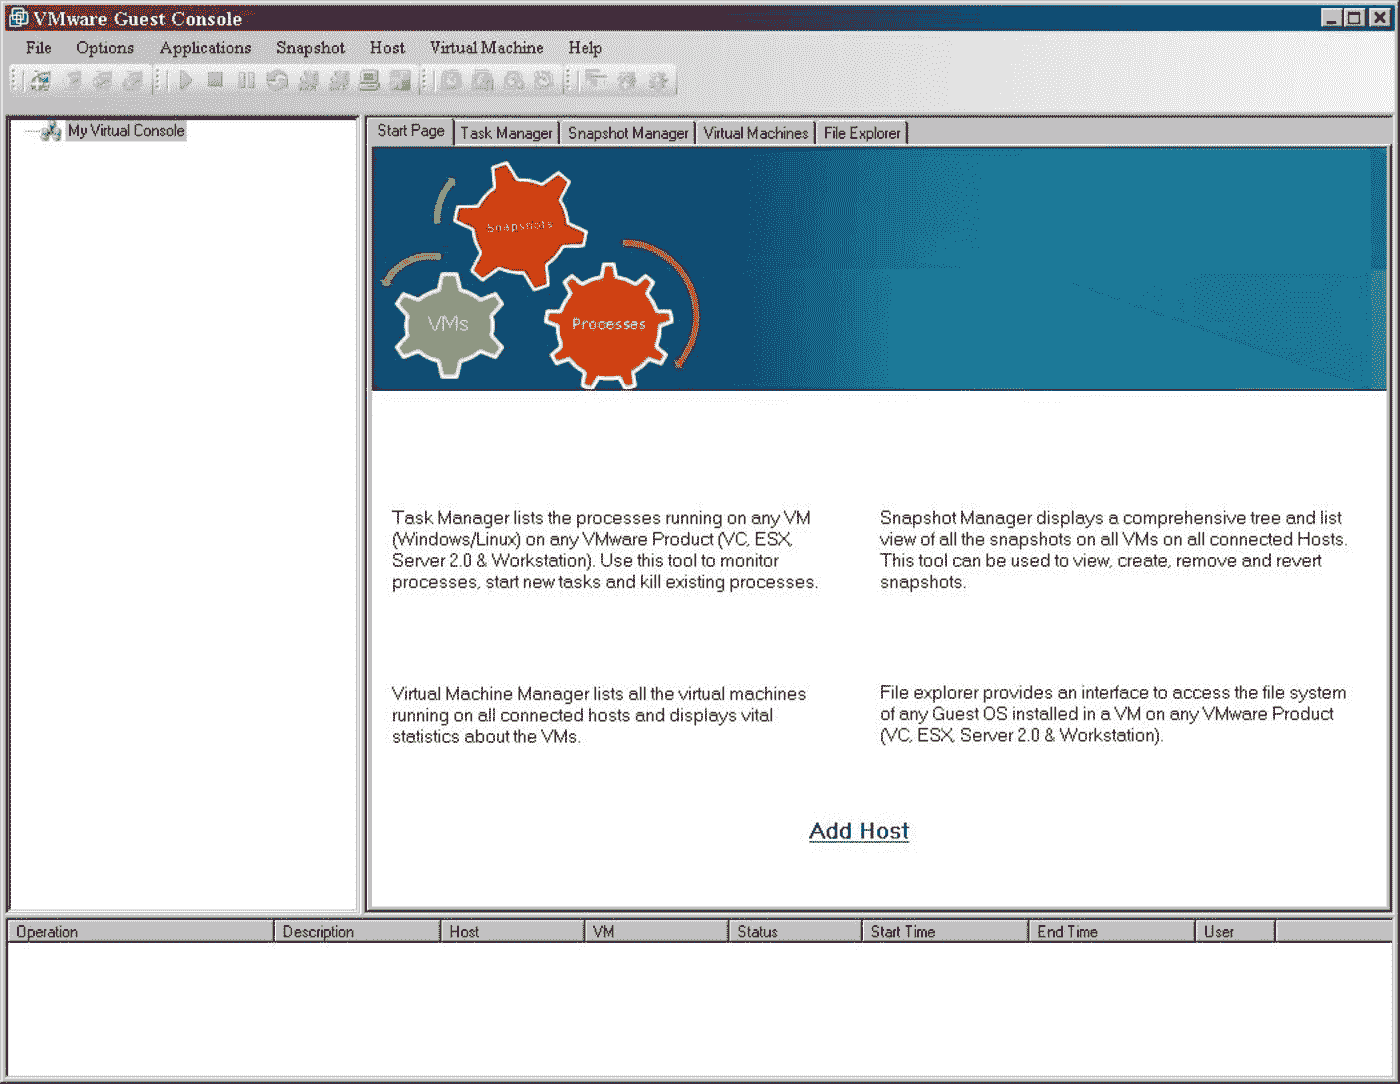 VMware Guest Console
File Options Applications Snapshot Host Virtual Machine Help
My Virtual Console
Start Page Task Manager Snapshot Manager Virtual Machines File Explorer
Snapshots
VMs
Processes
Task Manager lists the processes running on any VM
(Windows/Linux) on any VMware Product (VC, ESX,
Server 2.0 & Workstation). Use this tool to monitor
processes, start new tasks and kill existing processes.
Snapshot Manager displays a comprehensive tree and list
view of all the snapshots on all VMs on all connected Hosts.
This tool can be used to view, create, remove and revert
snapshots.
Virtual Machine Manager lists all the virtual machines
running on all connected hosts and displays vital
statistics about the VMs.
File explorer provides an interface to access the file system
of any Guest OS installed in a VM on any VMware Product
(VC, ESX, Server 2.0 & Workstation).
Add Host
Operation Description Host VM Status Start Time End Time User